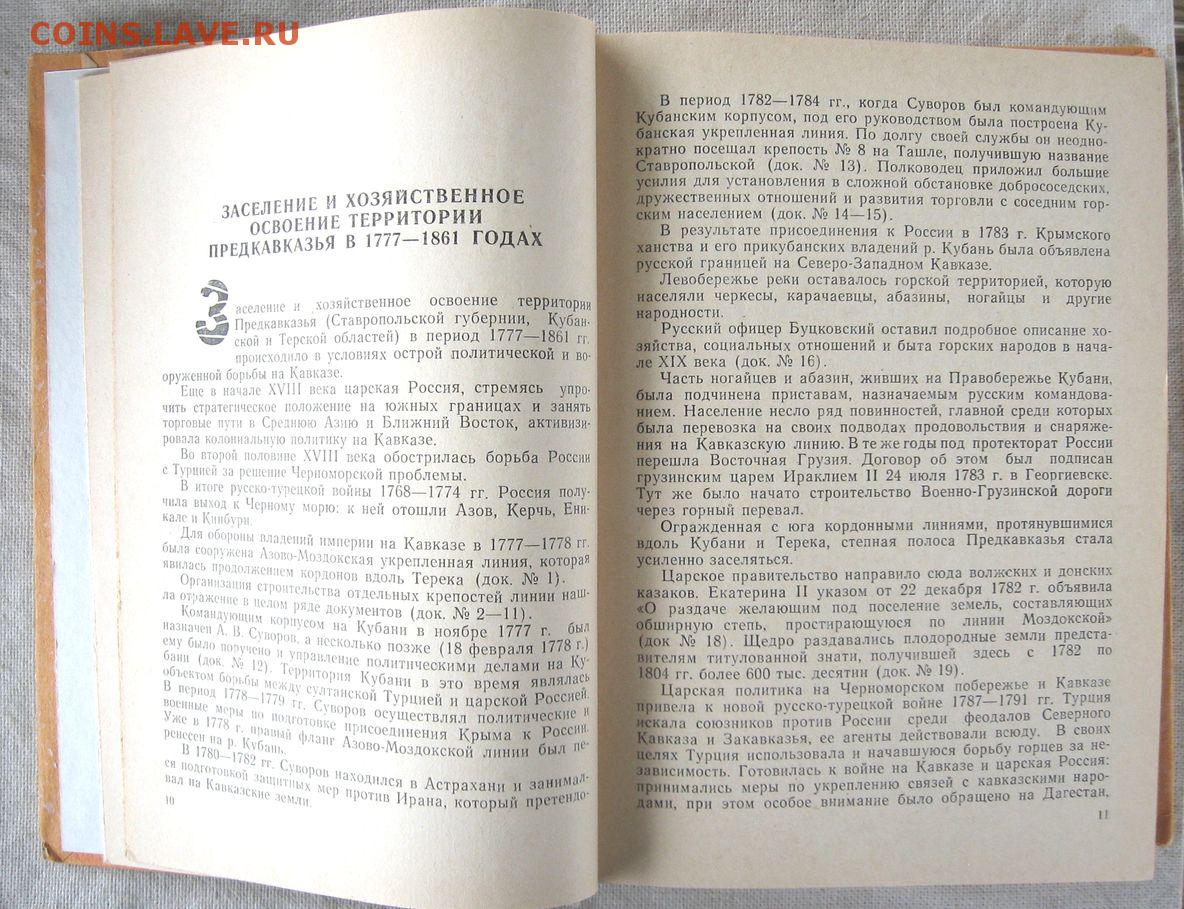 COINS.LAVE.RU
ЗАСЕЛЕНИЕ И ХОЗЯЙСТВЕННОЕ
ОСВОЕНИЕ ТЕРРИТОРИИ
ПРЕДКАВКАЗЬЯ В 1777—1861 ГОДАХ
Заселение и хозяйственное освоение территории
Предкавказья (Ставропольской губернии, Кубан-
ской и Терской областей) в период 1777—1861 гг.
происходило в условиях острой политической и во-
оруженной борьбы на Кавказе.
Еще в начале XVIII века царская Россия, стремясь упро-
чить стратегическое положение на южных границах и занять
торговые пути в Среднюю Азию и Ближний Восток, активизи-
ровала колониальную политику на Кавказе.
Во второй половине XVIII века обострилась борьба России
с Турцией за решение Черноморской проблемы.
В итоге русско-турецкой войны 1768—1774 гг. Россия полу-
чила выход к Черному морю: к ней отошли Азов, Керчь, Ени-
кале и Кинбурн.
Для обороны владений империи на Кавказе в 1777—1778 гг.
была сооружена Азово-Моздокская укрепленная линия, которая
явилась продолжением кордонов вдоль Терека (док. № 1).
Организация строительства отдельных крепостей линии наш-
ла отражение в целом ряде документов (док. № 2—11).
Командующим корпусом на Кубани в ноябре 1777 г. был
назначен А. В. Суворов, а несколько позже (18 февраля 1778 г.)
ему было поручено и управление политическими делами на Ку-
бани (док. № 12). Территория Кубани в это время являлась
объектом борьбы между султанской Турцией и царской Россией.
В период 1778—1779 гг. Суворов осуществлял политические и
военные меры по подготовке присоединения Крыма к России.
Уже в 1778 г. правый фланг Азово-Моздокской линии был пе-
ренесен на р. Кубань.
В 1780—1782 гг. Суворов находился в Астрахани и занимал-
ся подготовкой защитных мер против Ирана, который претендо-
вал на Кавказские земли.
10
В период 1782—1784 гг., когда Суворов был командующим
Кубанским корпусом, под его руководством была построена Ку-
банская укрепленная линия. По долгу своей службы он неодно-
кратно посещал крепость № 8 на Ташле, получившую название
Ставропольской (док. № 13). Полководец приложил большие
усилия для установления в сложной обстановке добрососедских,
дружественных отношений и развития торговли с соседним гор-
ским населением (док. № 14—15).
В результате присоединения к России в 1783 г. Крымского
ханства и его прикубанских владений р. Кубань была объявлена
русской границей на Северо-Западном Кавказе.
Левобережье реки оставалось горской территорией, которую
населяли черкесы, карачаевцы, абазины, ногайцы и другие
народности.
Русский офицер Буцковский оставил подробное описание хо-
зяйства, социальных отношений и быта горских народов в нача-
ле XIX века (док. № 16).
Часть ногайцев и абазин, живших на Правобережье Кубани,
была подчинена приставам, назначаемым русским командова-
нием. Население несло ряд повинностей, главной среди которых
была перевозка на своих подводах продовольствия и снаряже-
ния на Кавказскую линию. В те же годы под протекторат России
перешла Восточная Грузия. Договор об этом был подписан
грузинским царем Ираклием II 24 июля 1783 г. в Георгиевске.
Тут же было начато строительство Военно-Грузинской дороги
через горный перевал.
Огражденная с юга кордонными линиями, протянувшимися
вдоль Кубани и Терека, степная полоса Предкавказья стала
усиленно заселяться.
Царское правительство направило сюда волжских и донских
казаков. Екатерина II указом от 22 декабря 1782 г. объявила
«О раздаче желающим под поселение земель, составляющих
обширную степь, простирающуюся по линии Моздокской»
(док № 18). Щедро раздавались плодородные земли предста-
вителям титулованной знати, получившей здесь с 1782 по
1804 гг. более 600 тыс. десятин (док. № 19).
Царская политика на Черноморском побережье и Кавказе
привела к новой русско-турецкой войне 1787—1791 гг. Турция
искала союзников против России среди феодалов Северного
Кавказа и Закавказья, ее агенты действовали всюду. В своих
целях Турция использовала и начавшуюся борьбу горцев за не-
зависимость. Готовилась к войне на Кавказе и царская Россия:
принимались меры по укреплению связей с кавказскими наро-
дами, при этом особое внимание было обращено на Дагестан,
11